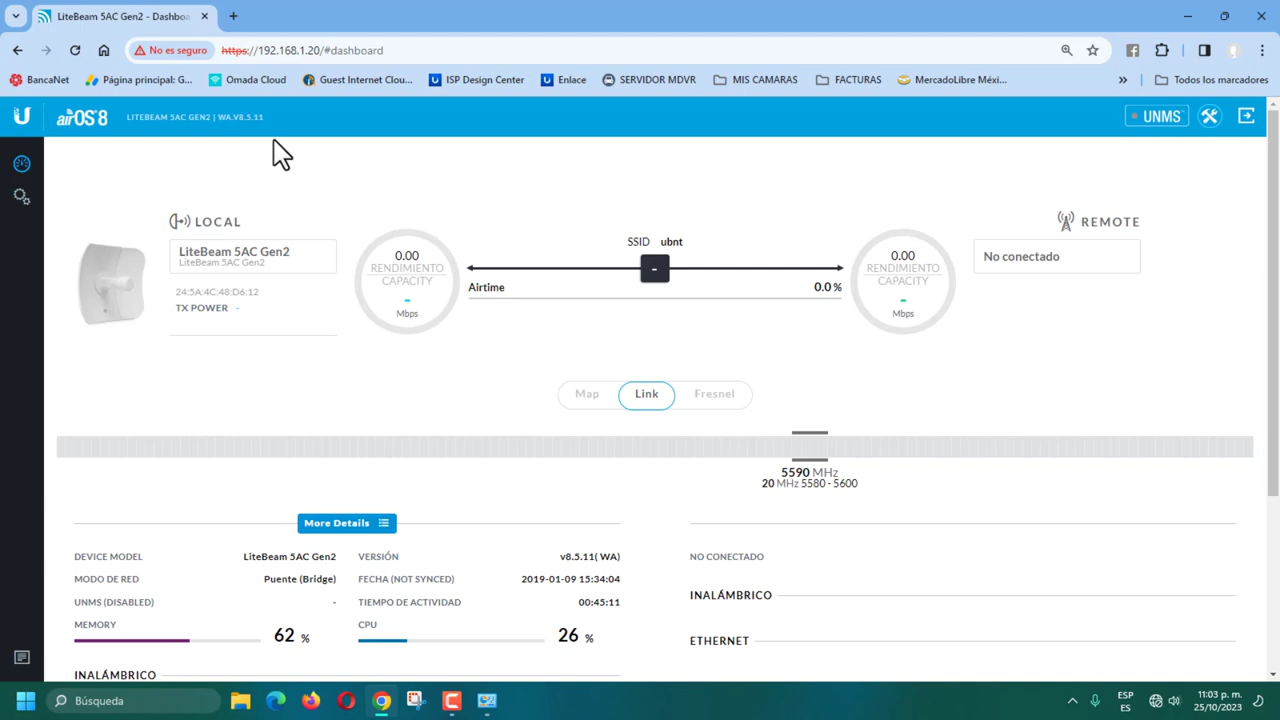 LiteBeam 5AC Gen2 - Dashboa
No es seguro
https://192.168.1.20/#dashboard
BancaNet
Página principal: G...
Omada Cloud
Guest Internet Clou...
ISP Design Center
Enlace
SERVIDOR MDVR
MIS CAMARAS
FACTURAS
MercadoLibre Méxi...
»
Todos los marcadores
airOS 8
LITEBEAM 5AC GEN2 | WA.V8.5.11
UNMS
LOCAL
REMOTE
LiteBeam 5AC Gen2
LiteBeam 5AC Gen2
24:5A:4C:48:D6:12
TX POWER -
0.00
RENDIMIENTO
CAPACITY
-
Mbps
SSID ubnt
-
Airtime 0.0 %
0.00
RENDIMIENTO
CAPACITY
-
Mbps
No conectado
Map
Link
Fresnel
5590 MHz
20 MHz 5580 - 5600
More Details
DEVICE MODEL LiteBeam 5AC Gen2
MODO DE RED Puente (Bridge)
UNMS (DISABLED) -
MEMORY 62 %
VERSIÓN v8.5.11( WA)
FECHA (NOT SYNCED) 2019-01-09 15:34:04
TIEMPO DE ACTIVIDAD 00:45:11
CPU 26 %
NO CONECTADO
INALÁMBRICO
ETHERNET
INALÁMBRICO
Búsqueda
ESP
ES
11:03 p. m.
25/10/2023